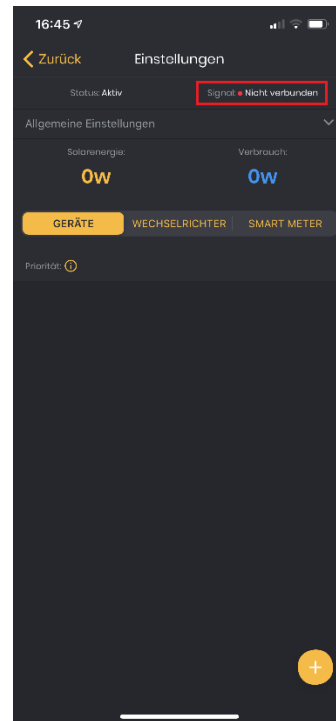 16:45
Zurück Einstellungen
Status: Aktiv Signal: Nicht verbunden
Allgemeine Einstellungen
Solarenergie: Verbrauch:
0w 0w
GERÄTE WECHSELRICHTER SMART METER
Priorität: i
+